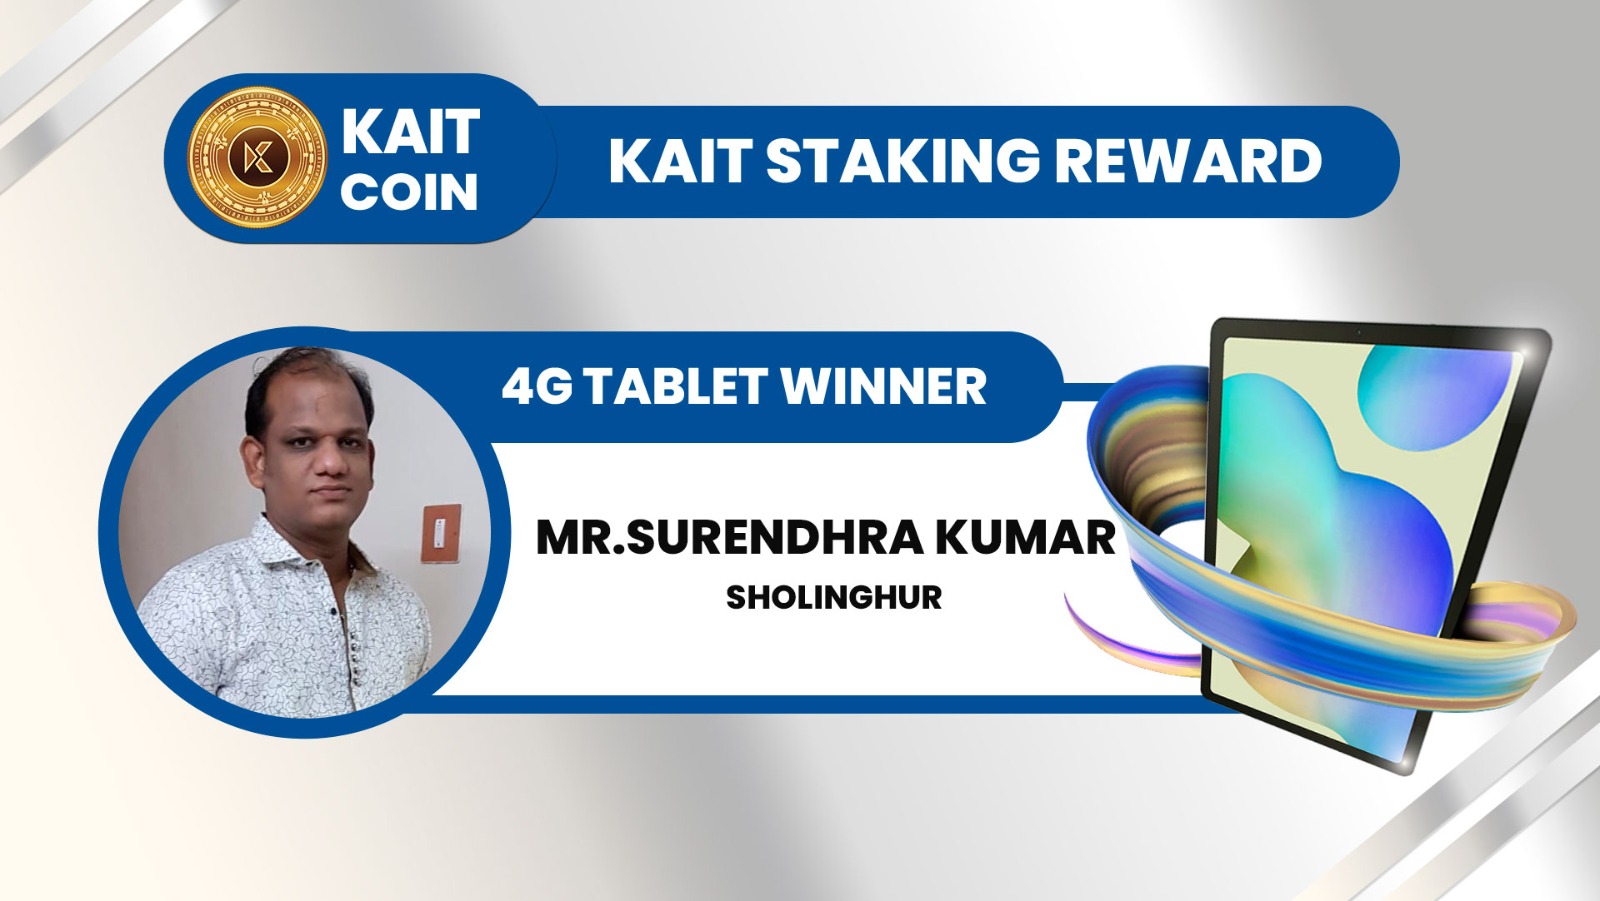 KAIT
COIN
KAIT STAKING REWARD
4G TABLET WINNER
MR.SURENDHRA KUMAR
SHOLINGHUR